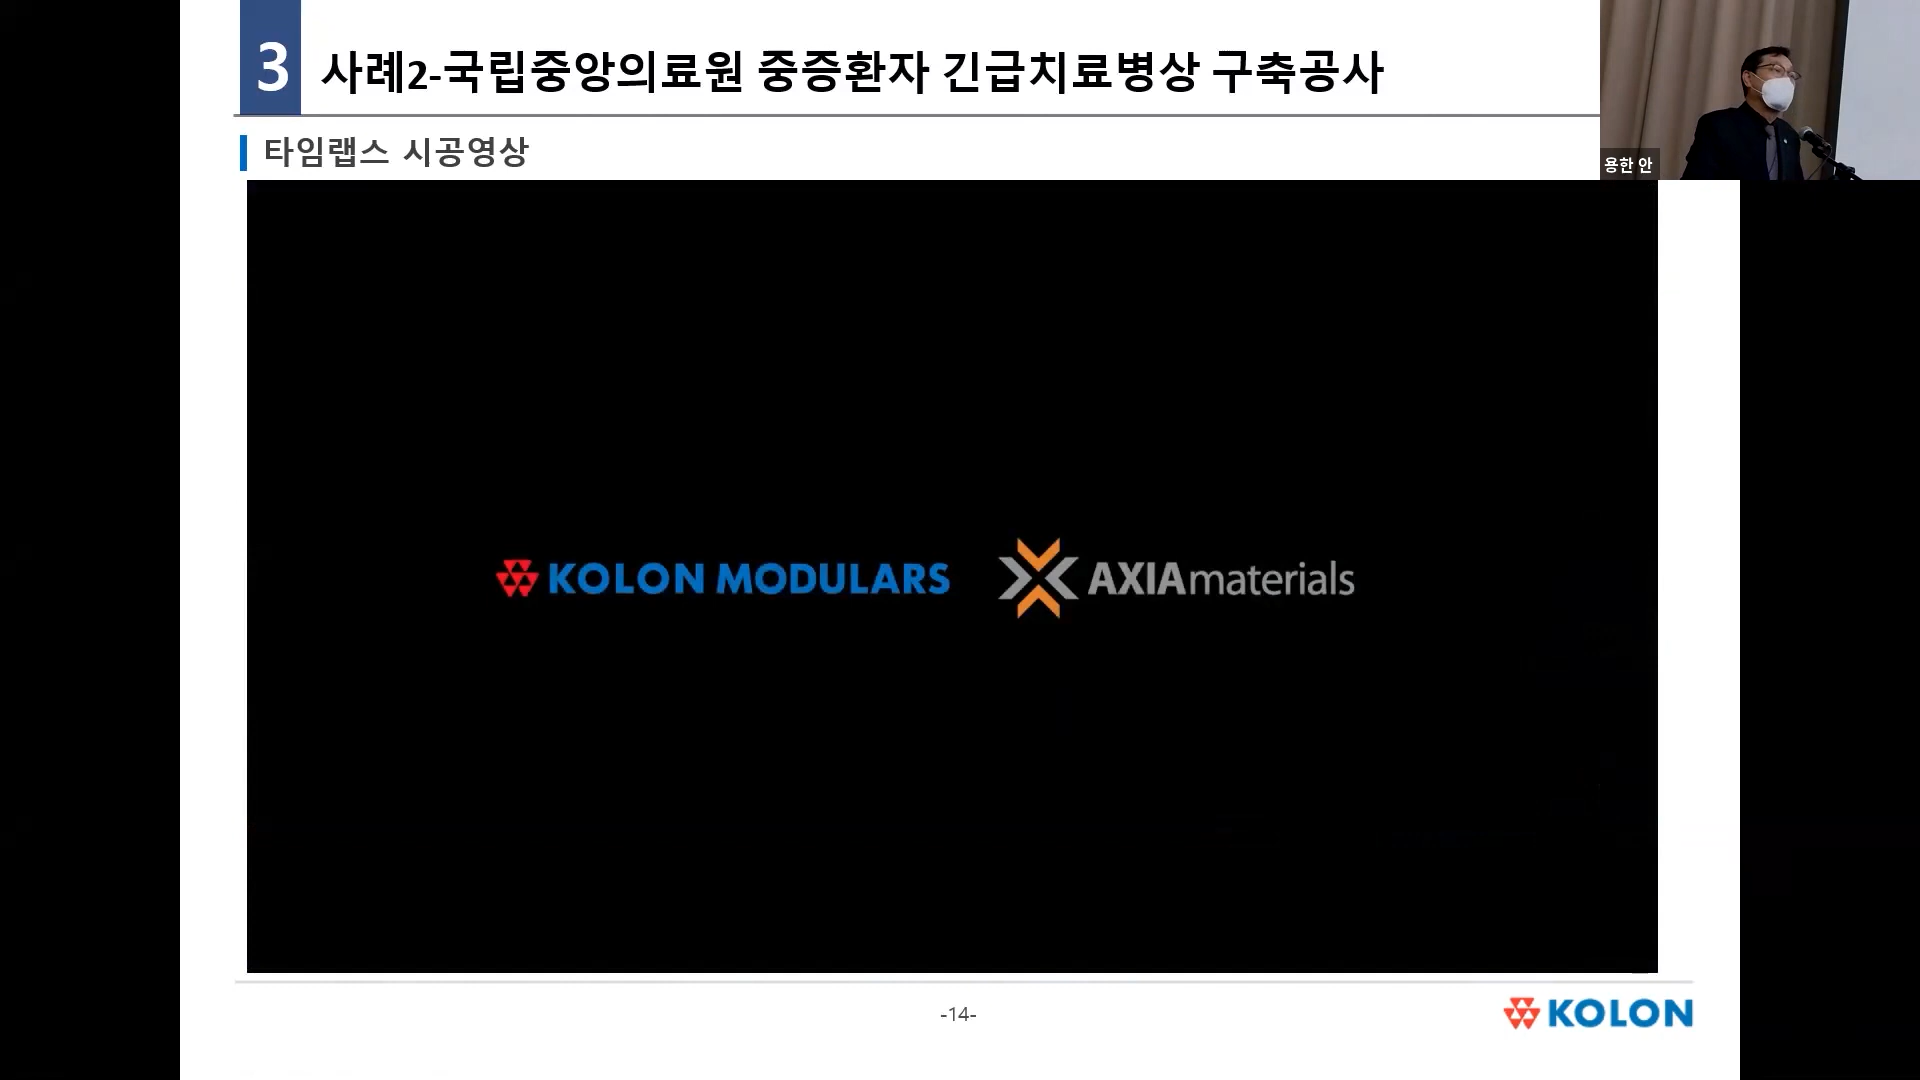 3 사례2-국립중앙의료원 중증환자 긴급치료병상 구축공사
용한 안
타임랩스 시공영상
KOLON MODULARS AXIAmaterials
-14-
KOLON